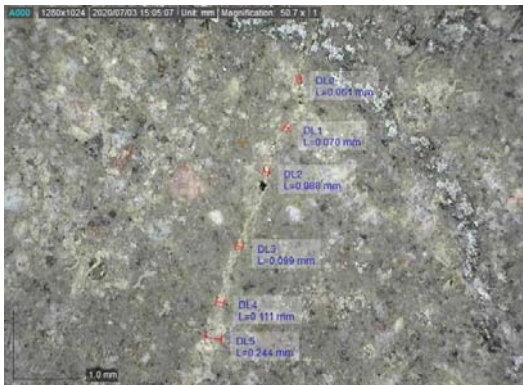 A000 1280x1024 2020/07/03 15:05:07 Unit: mm Magnification: 50.7 x 1
DL0
L=0.061 mm
DL1
L=0.070 mm
DL2
L=0.088 mm
DL3
L=0.099 mm
DL4
L=0.111 mm
DL5
L=0.244 mm
1.0 mm